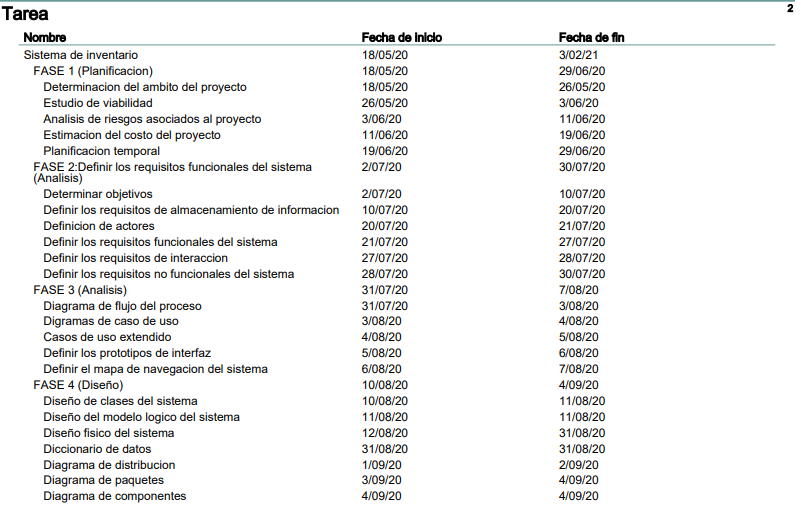 Tarea 2
Nombre Fecha de inicio Fecha de fin
Sistema de inventario 18/05/20 3/02/21
FASE 1 (Planificacion) 18/05/20 29/06/20
Determinacion del ambito del proyecto 18/05/20 26/05/20
Estudio de viabilidad 26/05/20 3/06/20
Analisis de riesgos asociados al proyecto 3/06/20 11/06/20
Estimacion del costo del proyecto 11/06/20 19/06/20
Planificacion temporal 19/06/20 29/06/20
FASE 2:Definir los requisitos funcionales del sistema 2/07/20 30/07/20
(Analisis)
Determinar objetivos 2/07/20 10/07/20
Definir los requisitos de almacenamiento de informacion 10/07/20 20/07/20
Definicion de actores 20/07/20 21/07/20
Definir los requisitos funcionales del sistema 21/07/20 27/07/20
Definir los requisitos de interaccion 27/07/20 28/07/20
Definir los requisitos no funcionales del sistema 28/07/20 30/07/20
FASE 3 (Analisis) 31/07/20 7/08/20
Diagrama de flujo del proceso 31/07/20 3/08/20
Digramas de caso de uso 3/08/20 4/08/20
Casos de uso extendido 4/08/20 5/08/20
Definir los prototipos de interfaz 5/08/20 6/08/20
Definir el mapa de navegacion del sistema 6/08/20 7/08/20
FASE 4 (Diseño) 10/08/20 4/09/20
Diseño de clases del sistema 10/08/20 11/08/20
Diseño del modelo logico del sistema 11/08/20 11/08/20
Diseño fisico del sistema 12/08/20 31/08/20
Diccionario de datos 31/08/20 31/08/20
Diagrama de distribucion 1/09/20 2/09/20
Diagrama de paquetes 3/09/20 4/09/20
Diagrama de componentes 4/09/20 4/09/20